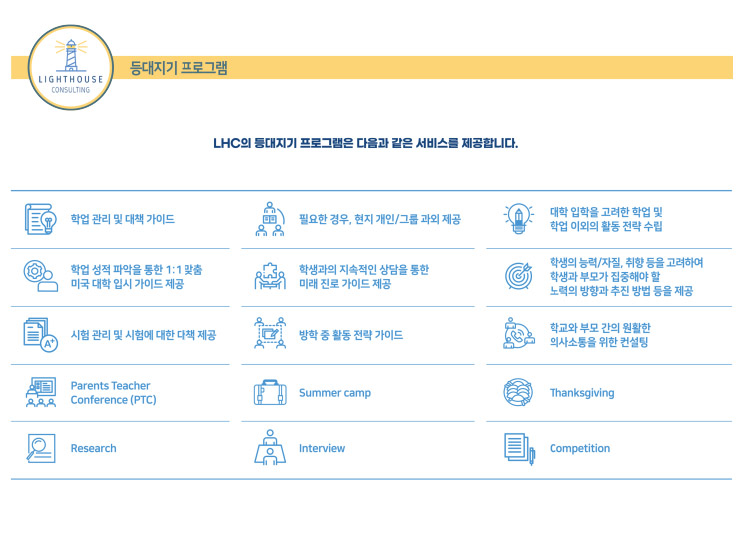 LIGHTHOUSE
CONSULTING
등대지기 프로그램
LHC의 등대지기 프로그램은 다음과 같은 서비스를 제공합니다.
학업 관리 및 대책 가이드
필요한 경우, 현지 개인/그룹 과외 제공
대학 입학을 고려한 학업 및
학업 이외의 활동 전략 수립
학업 성적 파악을 통한 1:1 맞춤
미국 대학 입시 가이드 제공
학생과의 지속적인 상담을 통한
미래 진로 가이드 제공
학생의 능력/자질, 취향 등을 고려하여
학생과 부모가 집중해야 할
노력의 방향과 추진 방법 등을 제공
A+
시험 관리 및 시험에 대한 대책 제공
방학 중 활동 전략 가이드
학교와 부모 간의 원활한
의사소통을 위한 컨설팅
Parents Teacher
Conference (PTC)
Summer camp
Thanksgiving
Research
Interview
Competition